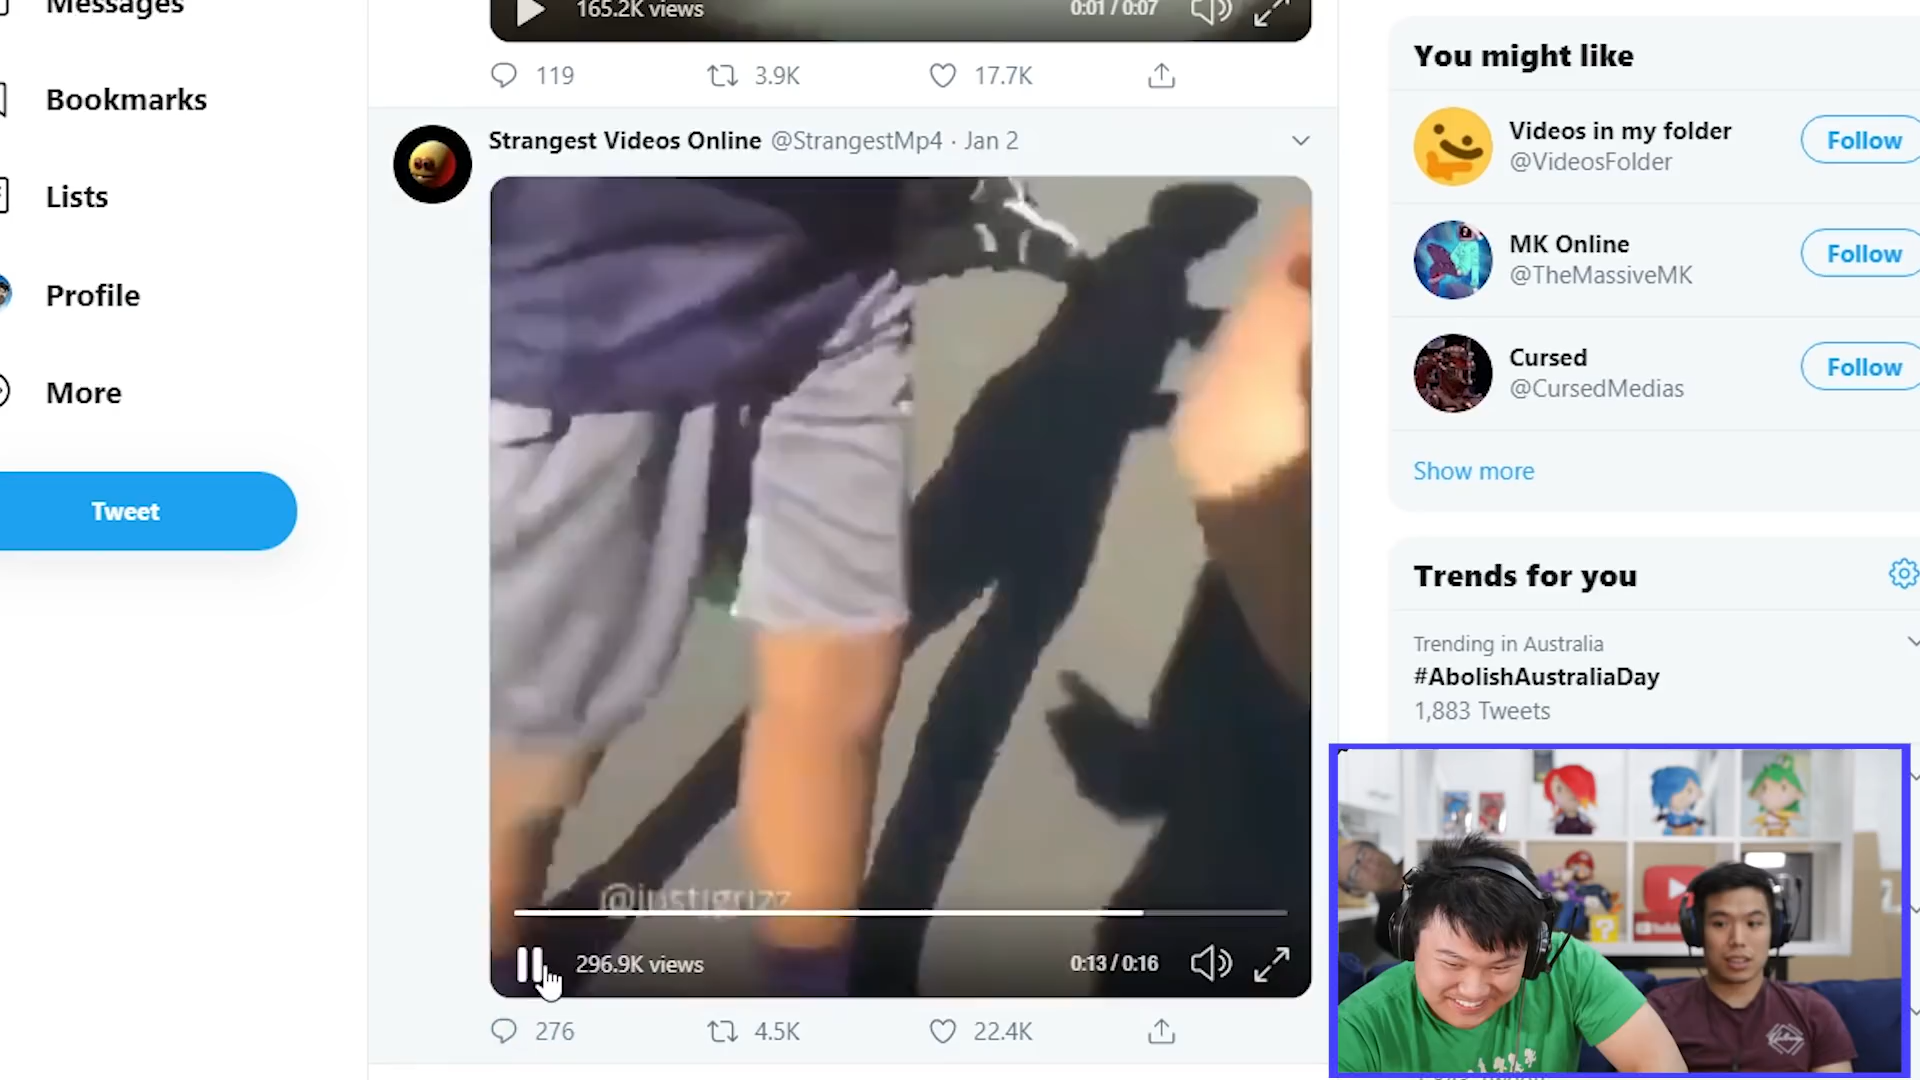 Messages
Bookmarks
Lists
Profile
More
Tweet
165.2K views
0:01 / 0:07
119
3.9K
17.7K
Strangest Videos Online @StrangestMp4 · Jan 2
@justjgrizz
296.9K views
0:13 / 0:16
276
4.5K
22.4K
You might like
Videos in my folder
@VideosFolder
Follow
MK Online
@TheMassiveMK
Follow
Cursed
@CursedMedias
Follow
Show more
Trends for you
Trending in Australia
#AbolishAustraliaDay
1,883 Tweets